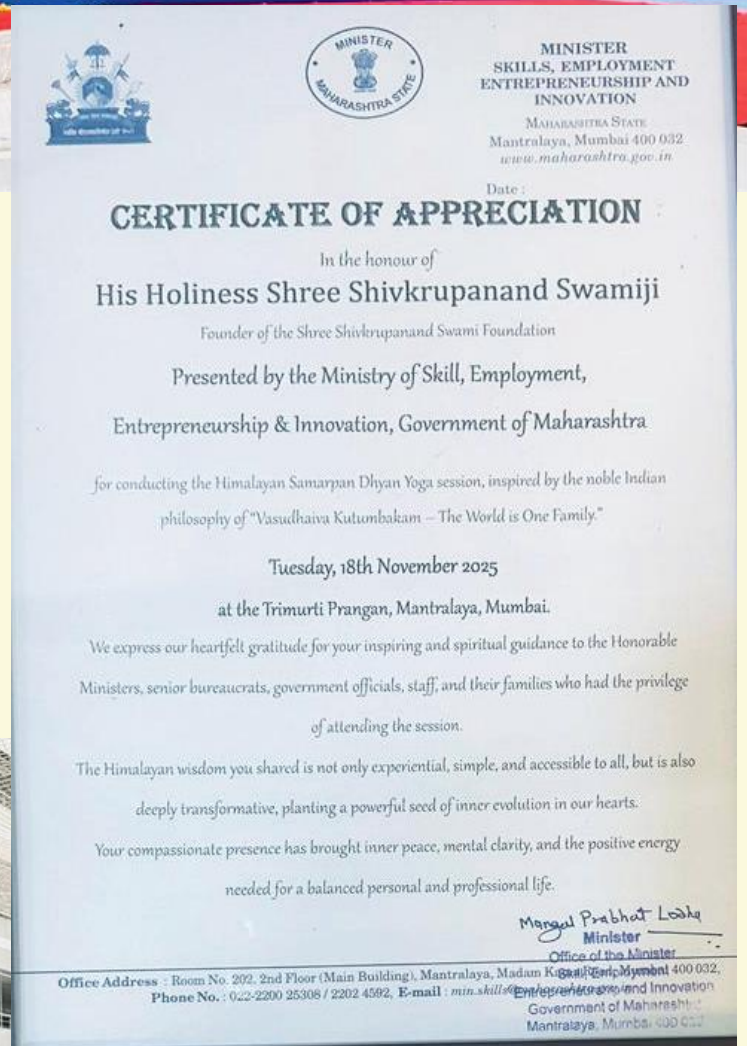 MINISTER
MAHARASHTRA STATE
MINISTER
SKILLS, EMPLOYMENT
ENTREPRENEURSHIP AND
INNOVATION
MAHARASHTRA STATE
Mantralaya, Mumbai 400 032
www.maharashtra.gov.in
Date :
CERTIFICATE OF APPRECIATION
In the honour of
His Holiness Shree Shivkrupanand Swamiji
Founder of the Shree Shivkrupanand Swami Foundation
Presented by the Ministry of Skill, Employment,
Entrepreneurship & Innovation, Government of Maharashtra
for conducting the Himalayan Samarpan Dhyan Yoga session, inspired by the noble Indian
philosophy of "Vasudhaiva Kutumbakam – The World is One Family."
Tuesday, 18th November 2025
at the Trimurti Prangan, Mantralaya, Mumbai.
We express our heartfelt gratitude for your inspiring and spiritual guidance to the Honorable
Ministers, senior bureaucrats, government officials, staff, and their families who had the privilege
of attending the session.
The Himalayan wisdom you shared is not only experiential, simple, and accessible to all, but is also
deeply transformative, planting a powerful seed of inner evolution in our hearts.
Your compassionate presence has brought inner peace, mental clarity, and the positive energy
needed for a balanced personal and professional life.
Mangal Prabhat Lodha
Minister
Office of the Minister
Office Address : Room No. 202, 2nd Floor (Main Building), Mantralaya, Madam 400 032,
Phone No. : 022-2200 25308 / 2202 4592, E-mail : min.skills
Entrepreneurship and Innovation
Government of Maharashtra
Mantralaya, Mumbai